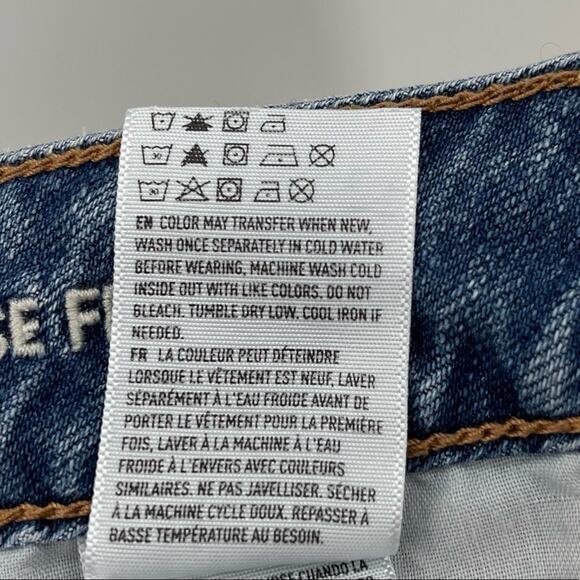 EN COLOR MAY TRANSFER WHEN NEW,
WASH ONCE SEPARATELY IN COLD WATER
BEFORE WEARING, MACHINE WASH COLD
INSIDE OUT WITH LIKE COLORS. DO NOT
BLEACH. TUMBLE DRY LOW. COOL IRON IF
NEEDED.
FR LA COULEUR PEUT DÉTEINDRE
LORSQUE LE VÊTEMENT EST NEUF, LAVER
SÉPARÉMENT À L'EAU FROIDE AVANT DE
PORTER LE VÊTEMENT POUR LA PREMIÈRE
FOIS, LAVER À LA MACHINE À L'EAU
FROIDE À L'ENVERS AVEC COULEURS
SIMILAIRES. NE PAS JAVELLISER. SÉCHER
À LA MACHINE CYCLE DOUX. REPASSER À
BASSE TEMPÉRATURE AU BESOIN.
CHANDO LA